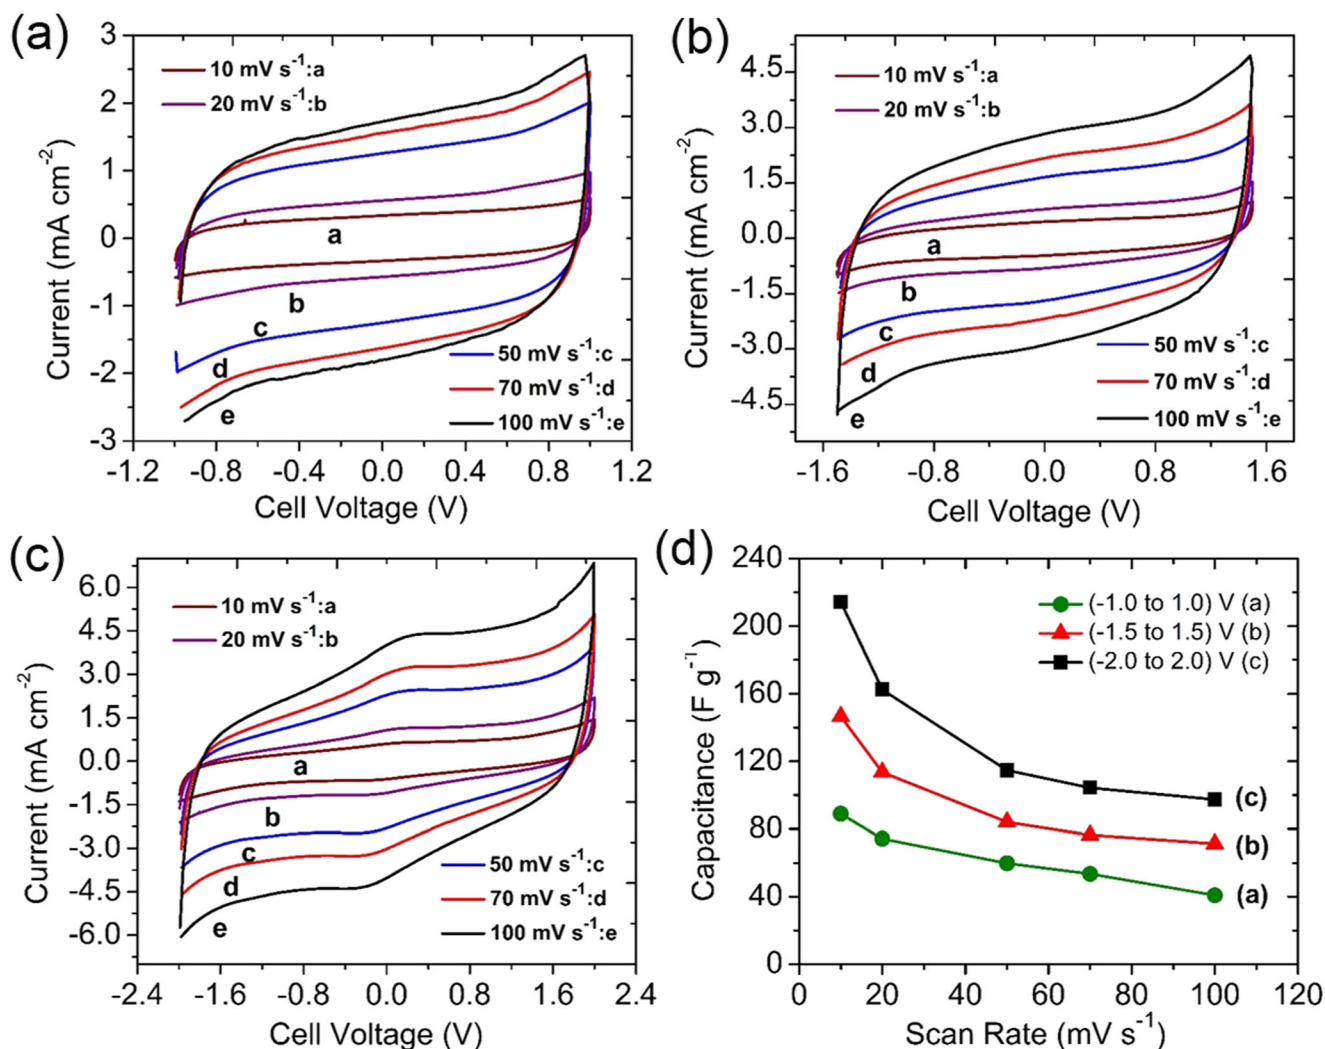 (a)
3
2
1
0
-1
-2
-3
Current (mA cm-2)
10 mV s-1:a
20 mV s-1:b
a
b
c
d
e
50 mV s-1:c
70 mV s-1:d
100 mV s-1:e
-1.2 -0.8 -0.4 0.0 0.4 0.8 1.2
Cell Voltage (V)
(b)
4.5
3.0
1.5
0.0
-1.5
-3.0
-4.5
Current (mA cm-2)
10 mV s-1:a
20 mV s-1:b
a
b
c
d
e
50 mV s-1:c
70 mV s-1:d
100 mV s-1:e
-1.6 -0.8 0.0 0.8 1.6
Cell Voltage (V)
(c)
6.0
4.5
3.0
1.5
0.0
-1.5
-3.0
-4.5
-6.0
Current (mA cm-2)
10 mV s-1:a
20 mV s-1:b
a
b
c
d
e
50 mV s-1:c
70 mV s-1:d
100 mV s-1:e
-2.4 -1.6 -0.8 0.0 0.8 1.6 2.4
Cell Voltage (V)
(d)
240
200
160
120
80
40
0
Capacitance (F g-1)
(-1.0 to 1.0) V (a)
(-1.5 to 1.5) V (b)
(-2.0 to 2.0) V (c)
(c)
(b)
(a)
0 20 40 60 80 100 120
Scan Rate (mV s-1)